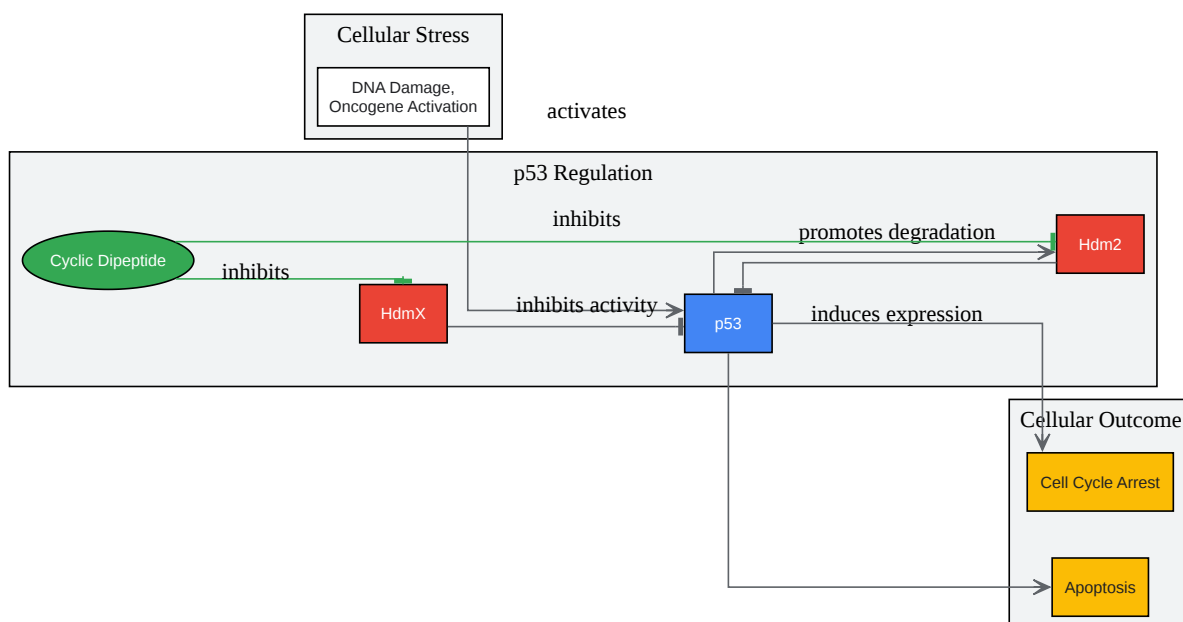 Cellular Stress
DNA Damage,
Oncogene Activation
activates
p53 Regulation
inhibits
promotes degradation
Hdm2
Cyclic Dipeptide
inhibits
HdmX
inhibits activity
p53
induces expression
Cellular Outcome
Cell Cycle Arrest
Apoptosis